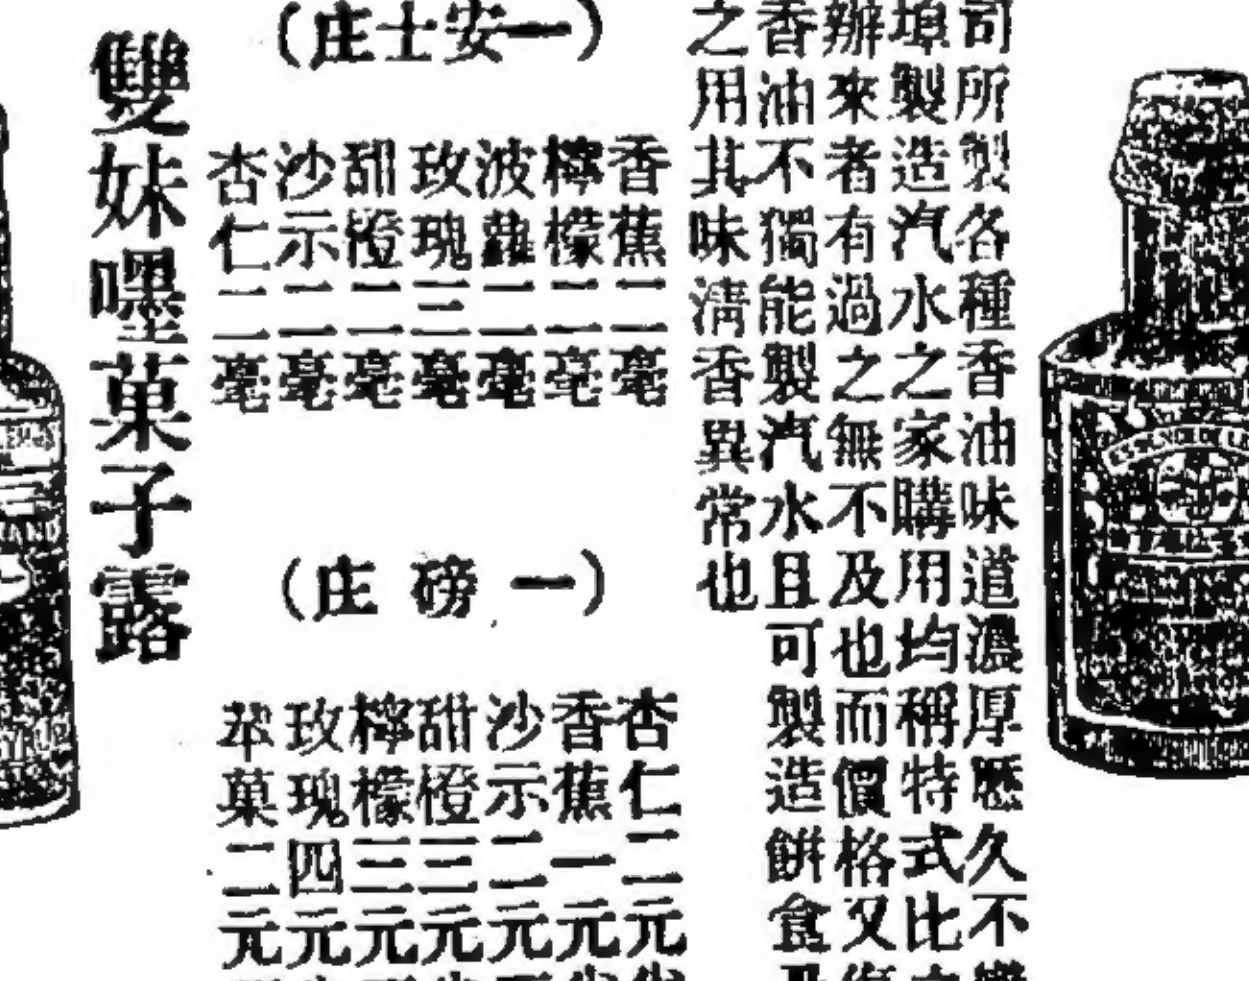 司所製各種香油味道濃厚歷久不變
埠製造汽水之家購用均稱特式比
辦來者有過之無不及也而價格又
香油不獨能製汽水且可製造餅食及
之用其味清香異常也
(一安士庄)
香蕉二毫
檸檬二毫
波蘿二毫
玫瑰三毫
甜橙二毫
沙示二毫
杏仁二毫
(一磅庄)
杏仁二元
香蕉一元
沙示二元
甜橙三元
檸檬三元
玫瑰四元
苹菓二元
雙妹嘿菓子露